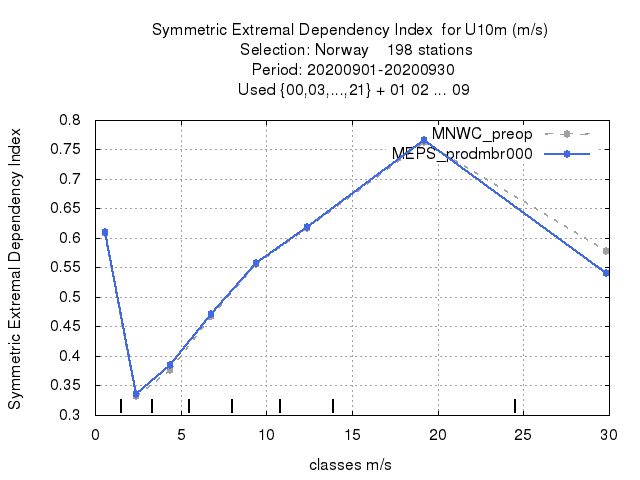 Symmetric Extremal Dependency Index  for U10m (m/s)
Selection: Norway    198 stations
Period: 20200901-20200930
Used {00,03,...,21} + 01 02 ... 09
MNWC_preop
MEPS_prodmbr000
Symmetric Extremal Dependency Index
0.8
0.75
0.7
0.65
0.6
0.55
0.5
0.45
0.4
0.35
0.3
0 5 10 15 20 25 30
classes m/s